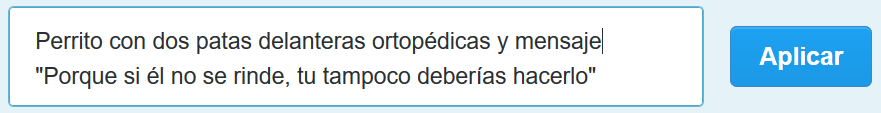 Perrito con dos patas delanteras ortopédicas y mensaje
"Porque si él no se rinde, tu tampoco deberías hacerlo"
Aplicar